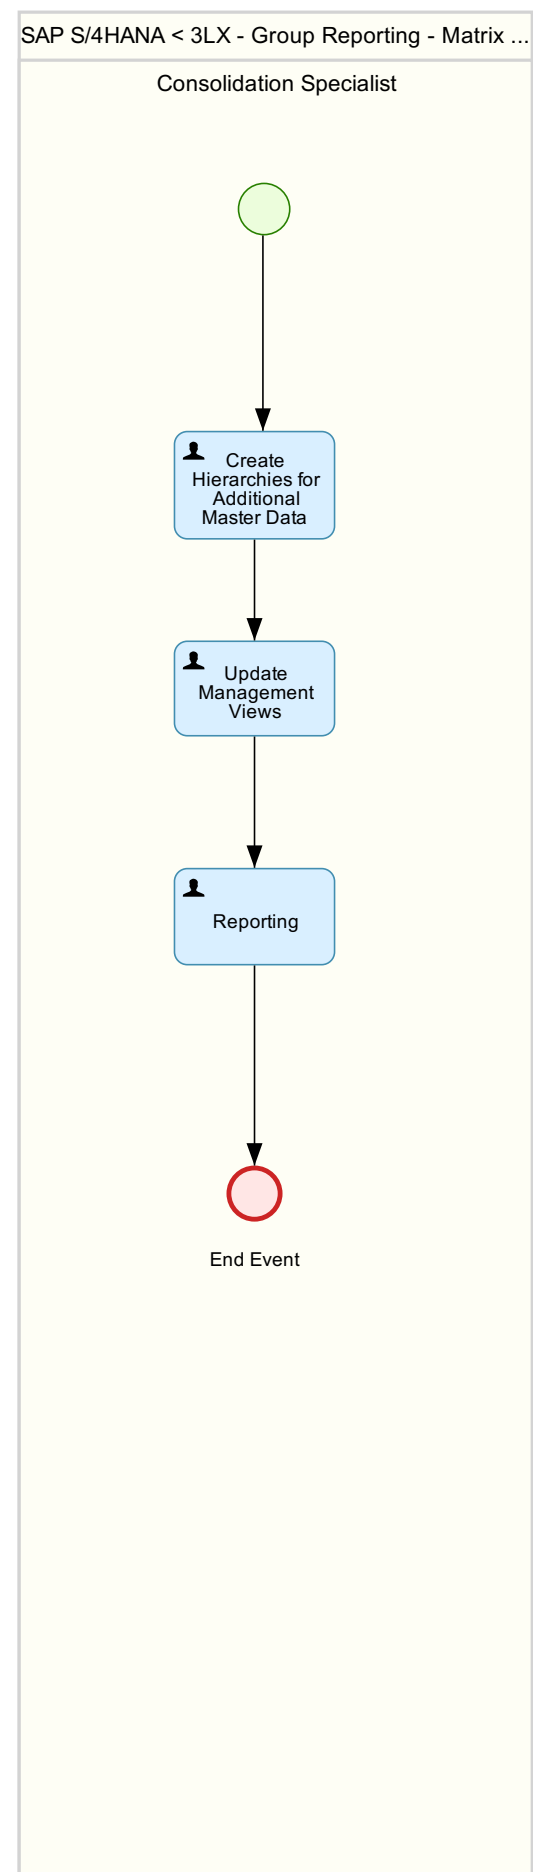 SAP S/4HANA < 3LX - Group Reporting - Matrix ...
Consolidation Specialist
Create
Hierarchies for
Additional
Master Data
Update
Management
Views
Reporting
End Event